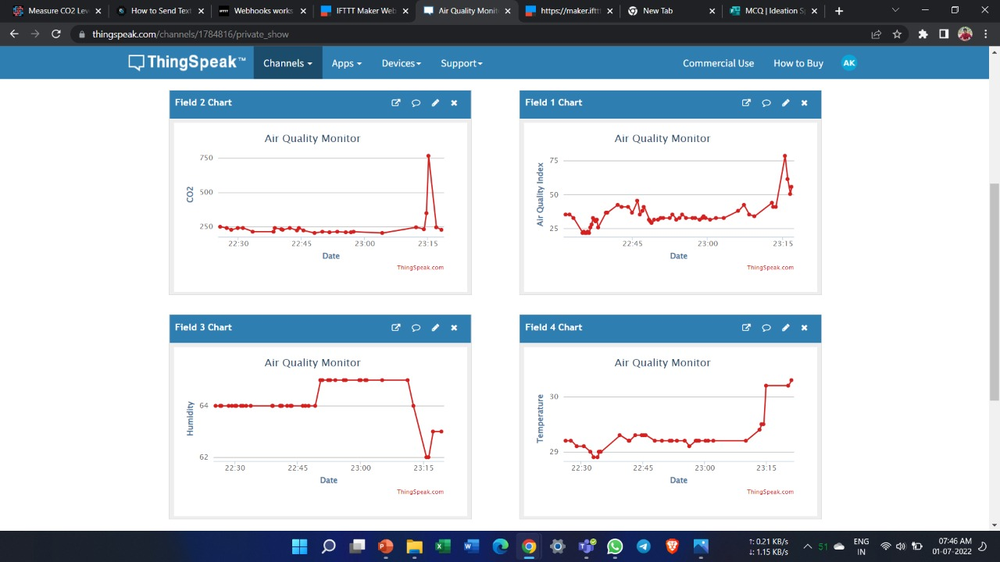 Measure CO2 Lev
How to Send Text
Webhooks works
IFTTT Maker Web
Air Quality Monit
https://maker.ifttt
New Tab
MCQ | Ideation Sp
thingspeak.com/channels/1784816/private_show
ThingSpeak™
Channels
Apps
Devices
Support
Commercial Use
How to Buy
AK
Field 2 Chart
Air Quality Monitor
CO2
750
500
250
22:30 22:45 23:00 23:15
Date
ThingSpeak.com
Field 1 Chart
Air Quality Monitor
Air Quality Index
75
50
25
22:45 23:00 23:15
Date
ThingSpeak.com
Field 3 Chart
Air Quality Monitor
Humidity
64
62
22:30 22:45 23:00 23:15
Date
ThingSpeak.com
Field 4 Chart
Air Quality Monitor
Temperature
30
29
22:30 22:45 23:00 23:15
Date
ThingSpeak.com
↑: 0.21 KB/s
↓: 1.15 KB/s
51
ENG
IN
07:46 AM
01-07-2022